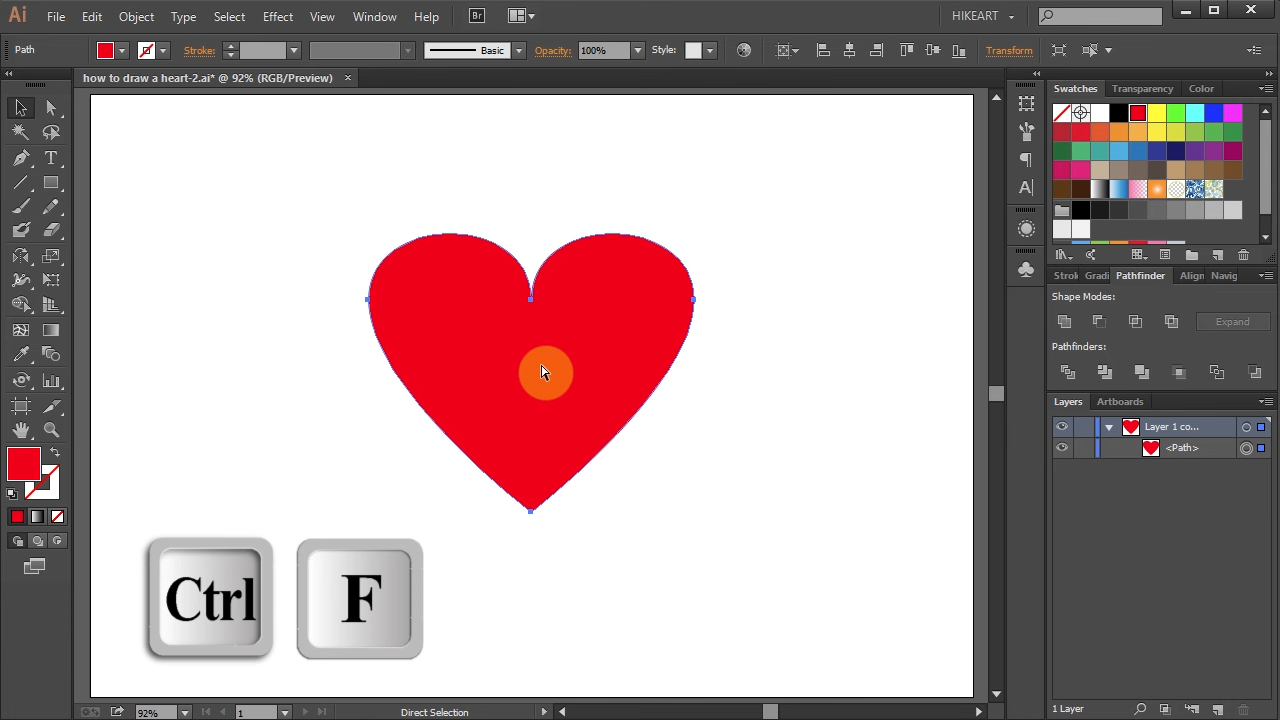 Ai File Edit Object Type Select Effect View Window Help Br HIKEART
Path Stroke: Basic Opacity: 100% Style: Transform
how to draw a heart-2.ai* @ 92% (RGB/Preview) ×
Swatches Transparency Color
Strok Gradi Pathfinder Align Navig
Shape Modes:
Expand
Pathfinders:
Layers Artboards
Layer 1 co...
<Path>
Ctrl F
92% 1 Direct Selection 1 Layer